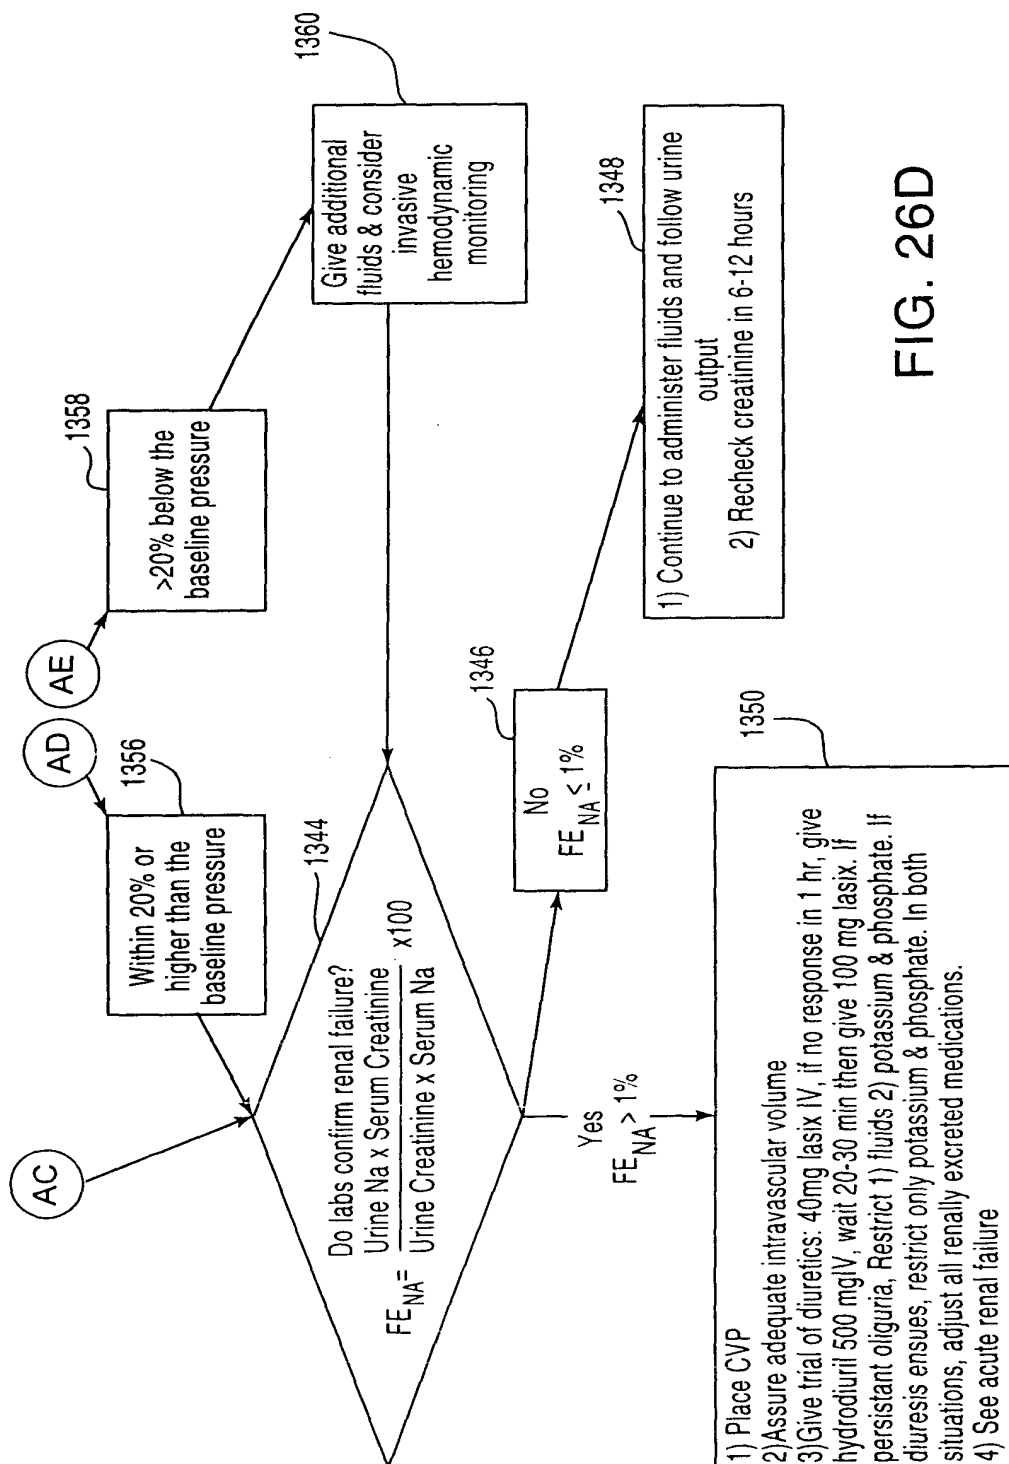 AC
AD
AE
1356
Within 20% or
higher than the
baseline pressure
1358
>20% below the
baseline pressure
1360
Give additional
fluids & consider
invasive
hemodynamic
monitoring
1344
Do labs confirm renal failure?
Urine Na x Serum Creatinine
FENA= x100
Urine Creatinine x Serum Na
1346
No
FENA ≤ 1%
1348
1) Continue to administer fluids and follow urine
output
2) Recheck creatinine in 6-12 hours
Yes
FENA > 1%
1350
1) Place CVP
2)Assure adequate intravascular volume
3)Give trial of diuretics: 40mg lasix IV, if no response in 1 hr, give
hydrodiuril 500 mgIV, wait 20-30 min then give 100 mg lasix. If
persistant oliguria, Restrict 1) fluids 2) potassium & phosphate. If
diuresis ensues, restrict only potassium & phosphate. In both
situations, adjust all renally excreted medications.
4) See acute renal failure
FIG. 26D